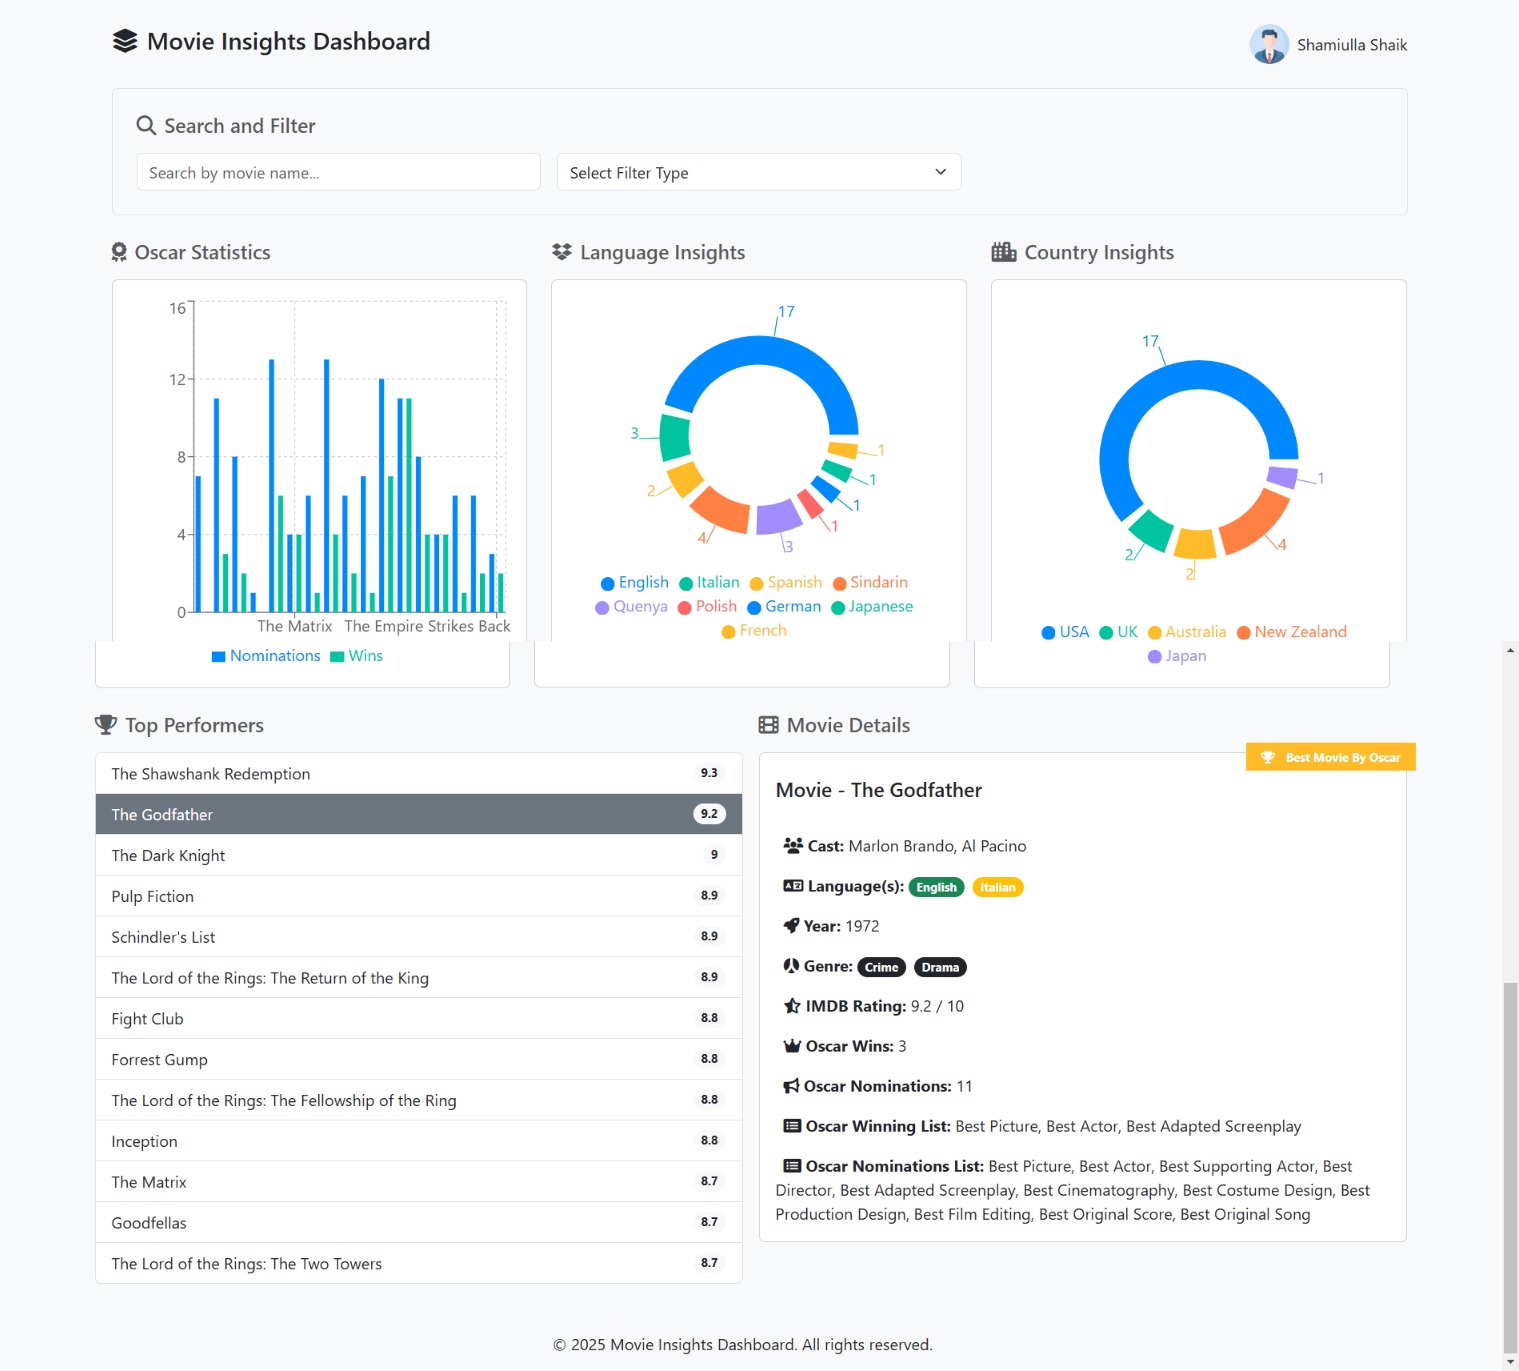 Movie Insights Dashboard
Shamiulla Shaik
Search and Filter
Search by movie name...
Select Filter Type
Oscar Statistics
Language Insights
Country Insights
16
12
8
4
0
The Matrix
The Empire Strikes Back
Nominations
Wins
17
3
2
4
3
1
1
1
1
English
Italian
Spanish
Sindarin
Quenya
Polish
German
Japanese
French
17
2
2
4
1
USA
UK
Australia
New Zealand
Japan
Top Performers
The Shawshank Redemption 9.3
The Godfather 9.2
The Dark Knight 9
Pulp Fiction 8.9
Schindler's List 8.9
The Lord of the Rings: The Return of the King 8.9
Fight Club 8.8
Forrest Gump 8.8
The Lord of the Rings: The Fellowship of the Ring 8.8
Inception 8.8
The Matrix 8.7
Goodfellas 8.7
The Lord of the Rings: The Two Towers 8.7
Movie Details
Best Movie By Oscar
Movie - The Godfather
Cast: Marlon Brando, Al Pacino
Language(s): English Italian
Year: 1972
Genre: Crime Drama
IMDB Rating: 9.2 / 10
Oscar Wins: 3
Oscar Nominations: 11
Oscar Winning List: Best Picture, Best Actor, Best Adapted Screenplay
Oscar Nominations List: Best Picture, Best Actor, Best Supporting Actor, Best
Director, Best Adapted Screenplay, Best Cinematography, Best Costume Design, Best
Production Design, Best Film Editing, Best Original Score, Best Original Song
© 2025 Movie Insights Dashboard. All rights reserved.